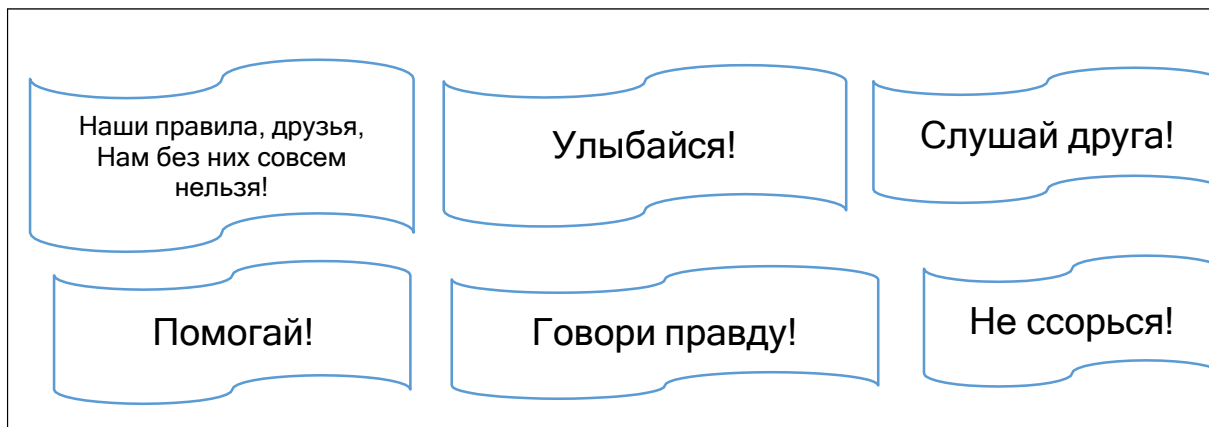 Наши правила, друзья,
Нам без них совсем
нельзя!
Улыбайся!
Слушай друга!
Помогай!
Говори правду!
Не ссорься!